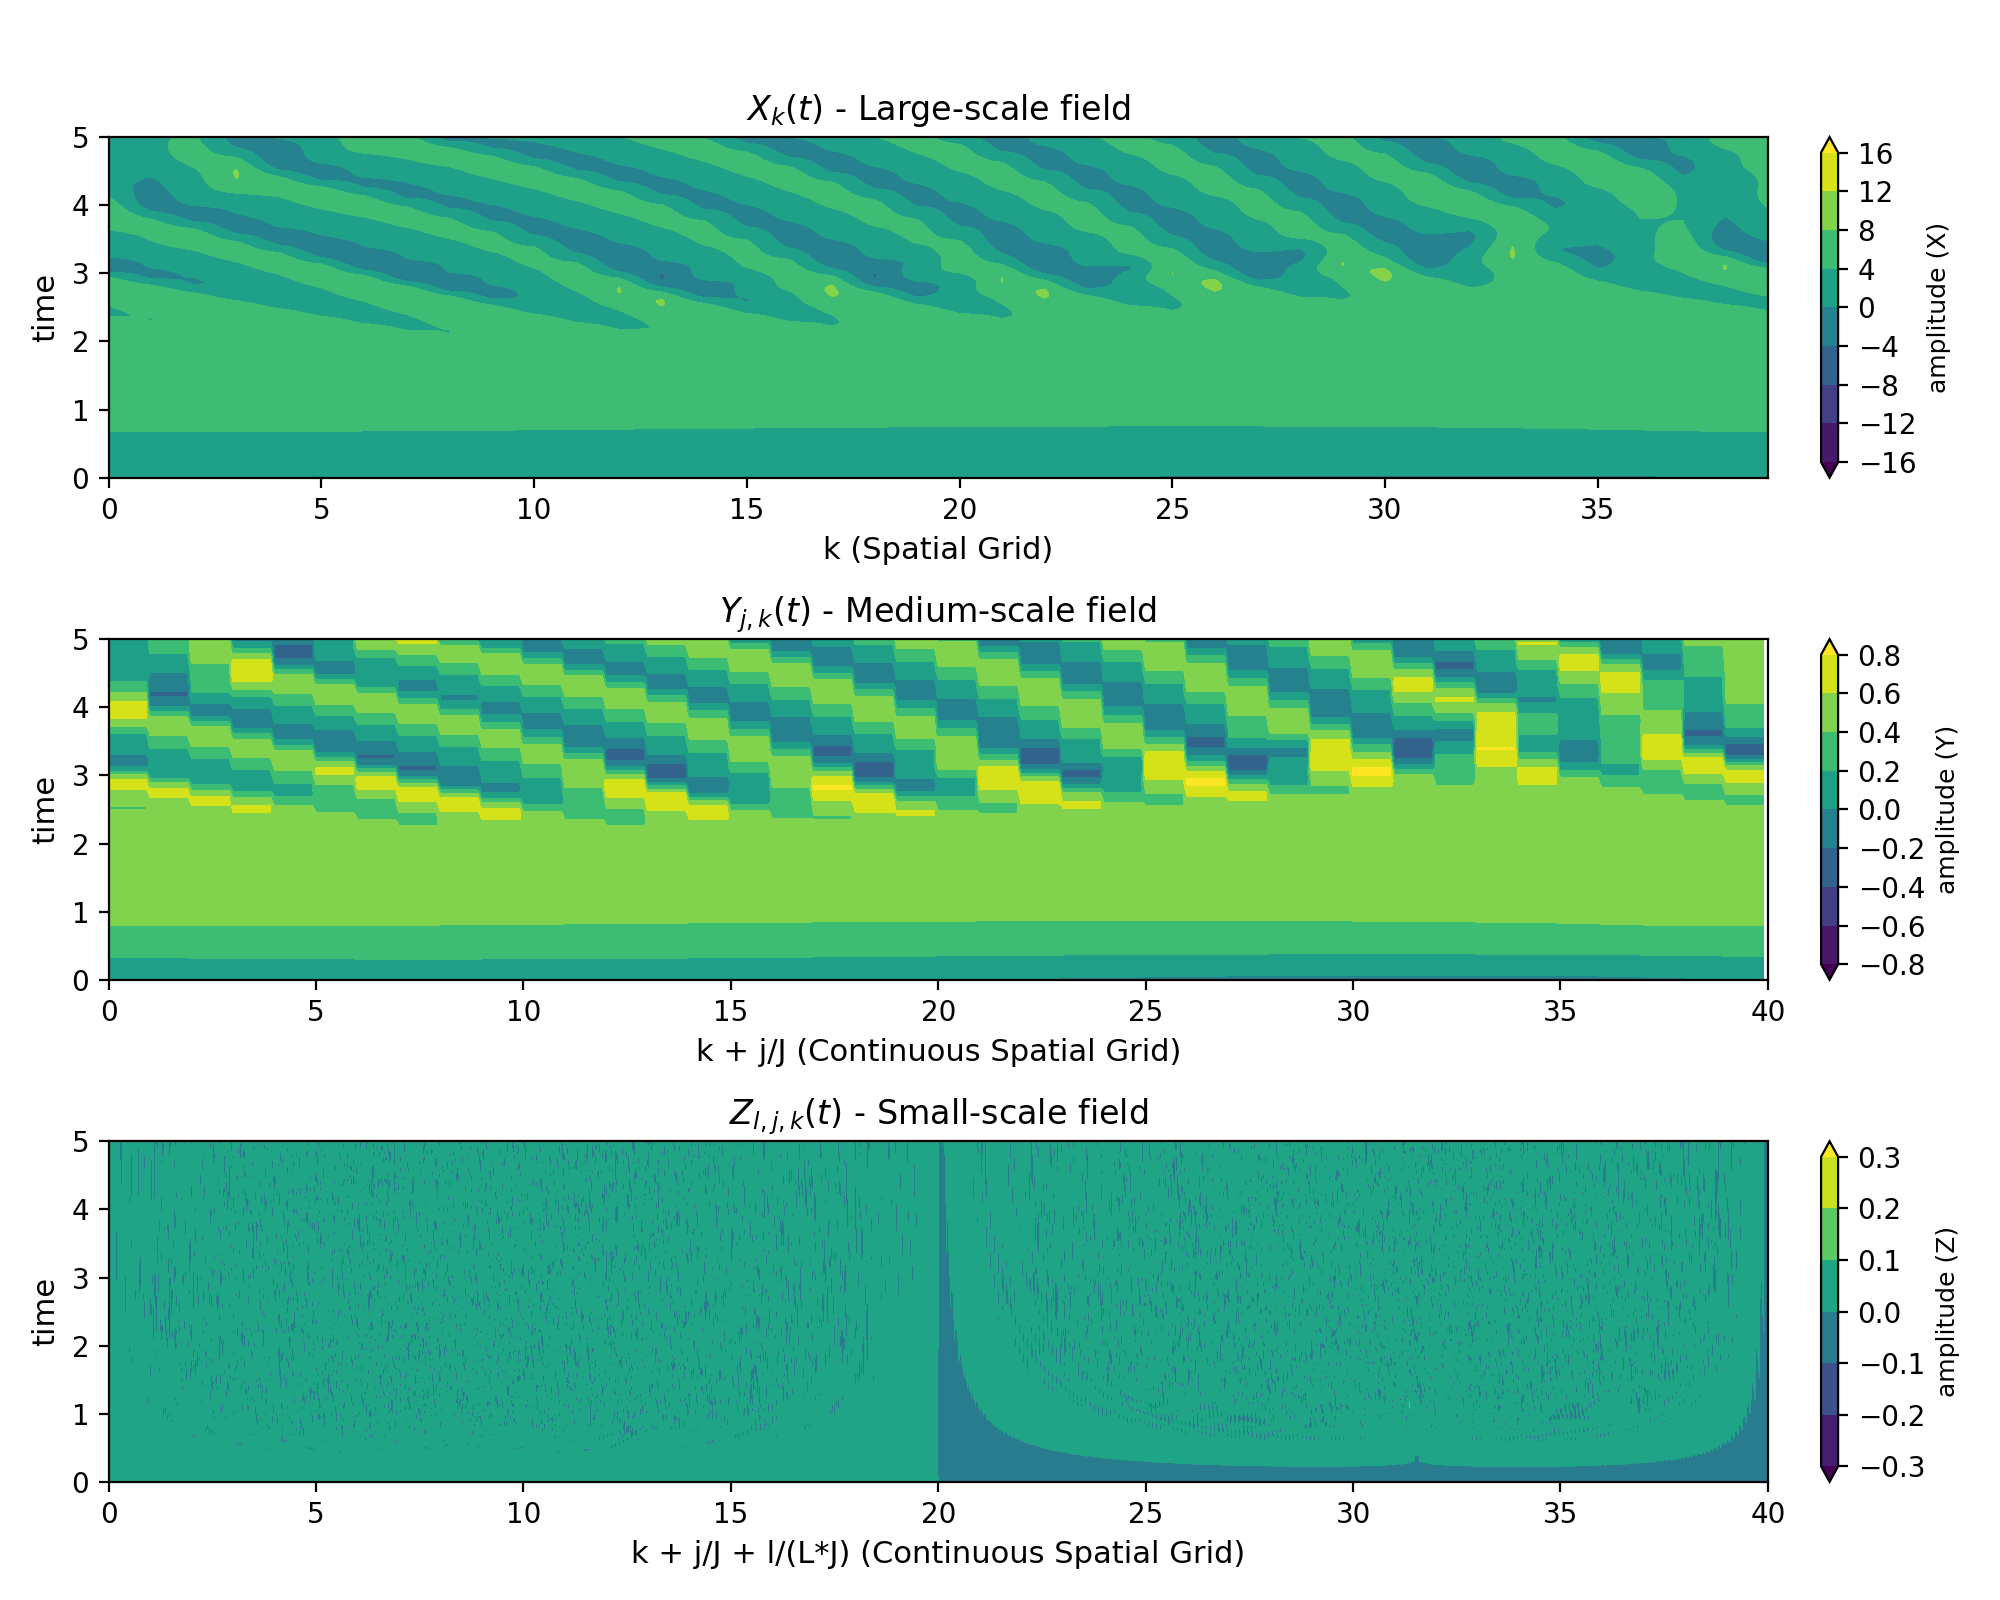 X_k(t) - Large-scale field
5
4
3
2
1
0
time
0 5 10 15 20 25 30 35
k (Spatial Grid)
16
12
8
4
0
−4
−8
−12
−16
amplitude (X)
Y_{j,k}(t) - Medium-scale field
5
4
3
2
1
0
time
0 5 10 15 20 25 30 35 40
k + j/J (Continuous Spatial Grid)
0.8
0.6
0.4
0.2
0.0
−0.2
−0.4
−0.6
−0.8
amplitude (Y)
Z_{l,j,k}(t) - Small-scale field
5
4
3
2
1
0
time
0 5 10 15 20 25 30 35 40
k + j/J + l/(L*J) (Continuous Spatial Grid)
0.3
0.2
0.1
0.0
−0.1
−0.2
−0.3
amplitude (Z)